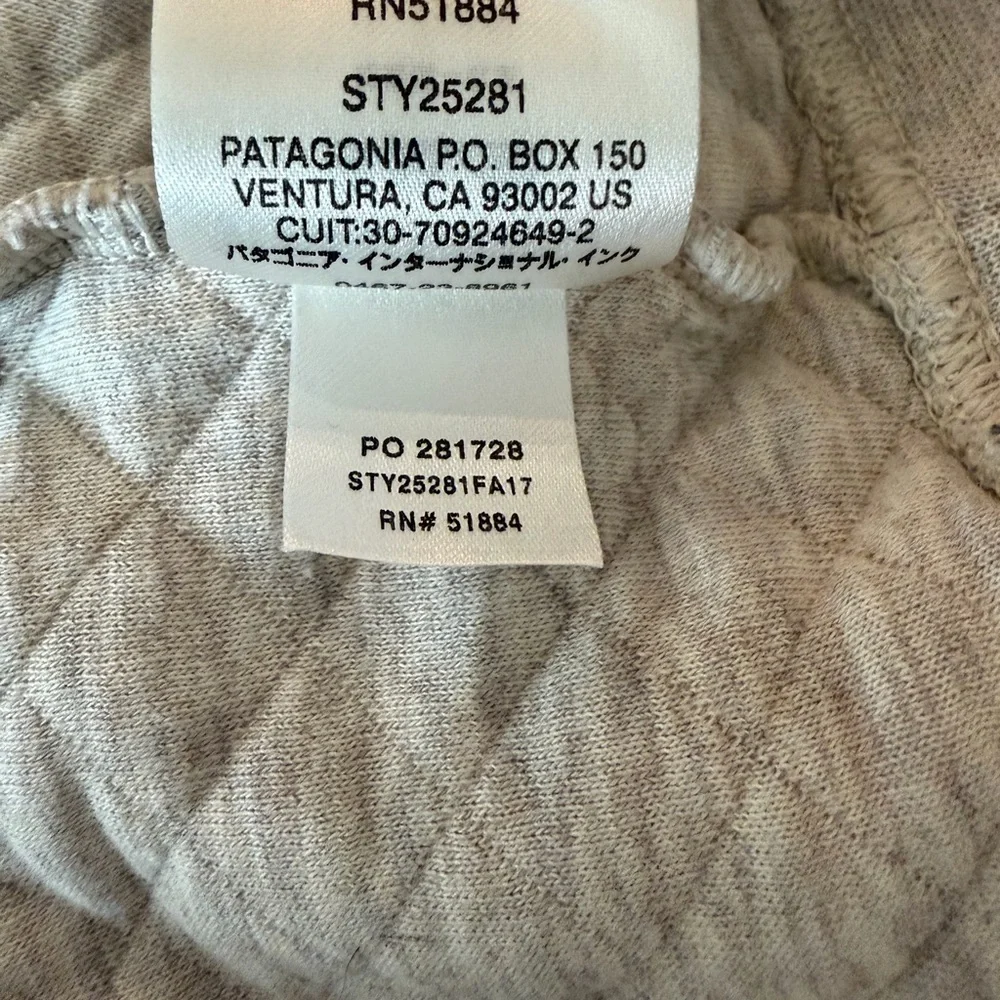 RN51884
STY25281
PATAGONIA P.O. BOX 150
VENTURA, CA 93002 US
CUIT:30-70924649-2
パタゴニア・インターナショナル・インク
PO 281728
STY25281FA17
RN# 51884